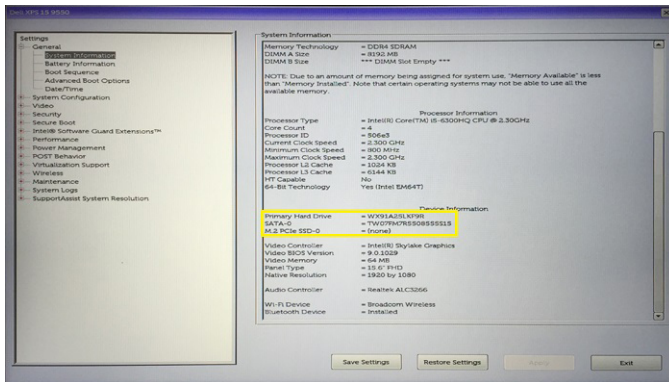 Dell XPS 15 9550
Settings
General
System Information
Battery Information
Boot Sequence
Advanced Boot Options
Date/Time
System Configuration
Video
Security
Secure Boot
Intel® Software Guard Extensions™
Performance
Power Management
POST Behavior
Virtualization Support
Wireless
Maintenance
System Logs
SupportAssist System Resolution
System Information
Memory Technology = DDR4 SDRAM
DIMM A Size = 8192 MB
DIMM B Size *** DIMM Slot Empty ***
NOTE: Due to an amount of memory being assigned for system use, "Memory Available" is less
than "Memory Installed". Note that certain operating systems may not be able to use all the
available memory.
Processor Information
Processor Type = Intel(R) Core(TM) i5-6300HQ CPU @ 2.30GHz
Core Count = 4
Processor ID = 506e3
Current Clock Speed = 2.300 GHz
Minimum Clock Speed = 800 MHz
Maximum Clock Speed = 2.300 GHz
Processor L2 Cache = 1024 KB
Processor L3 Cache = 6144 KB
HT Capable No
64-Bit Technology Yes (Intel EM64T)
Device Information
Primary Hard Drive =
SATA-0 =
M.2 PCIe SSD-0 = (none)
Video Controller = Intel(R) Skylake Graphics
Video BIOS Version = 9.0.1029
Video Memory = 64 MB
Panel Type = 15.6" FHD
Native Resolution = 1920 by 1080
Audio Controller = Realtek ALC3266
Wi-Fi Device = Broadcom Wireless
Bluetooth Device = Installed
Save Settings
Restore Settings
Apply
Exit